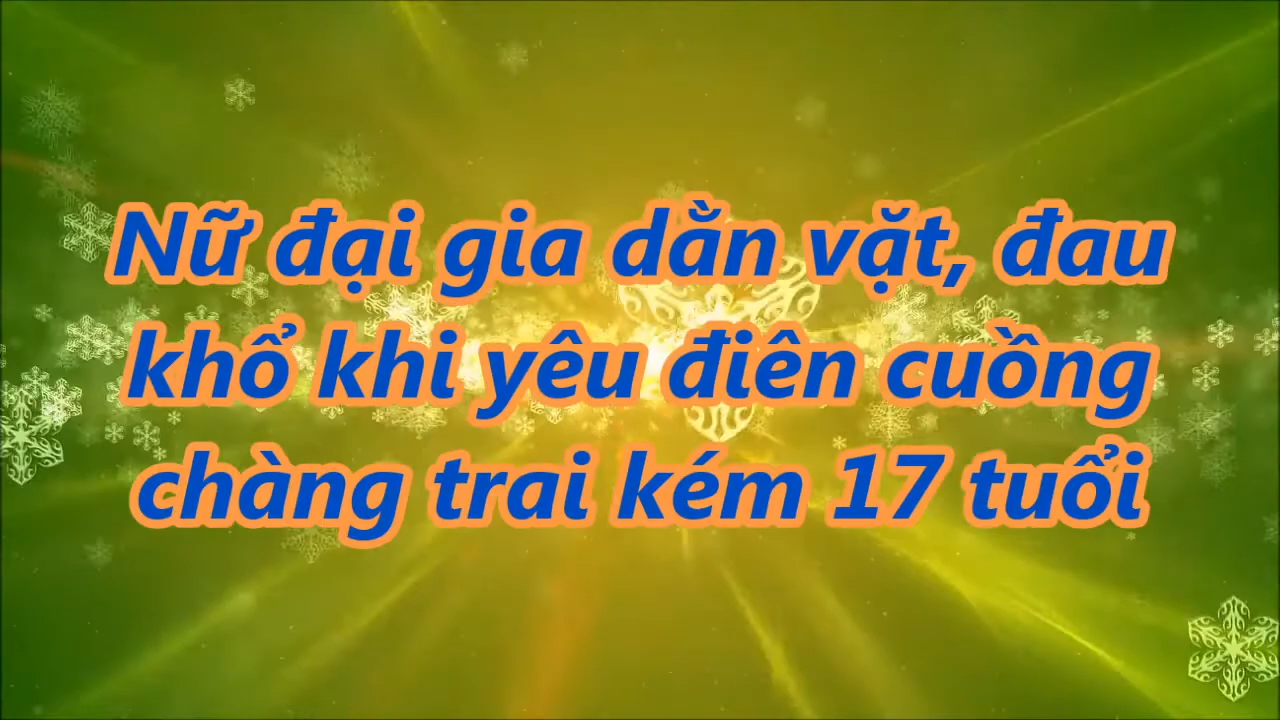 Nữ đại gia dằn vặt, đau
khổ khi yêu điên cuồng
chàng trai kém 17 tuổi